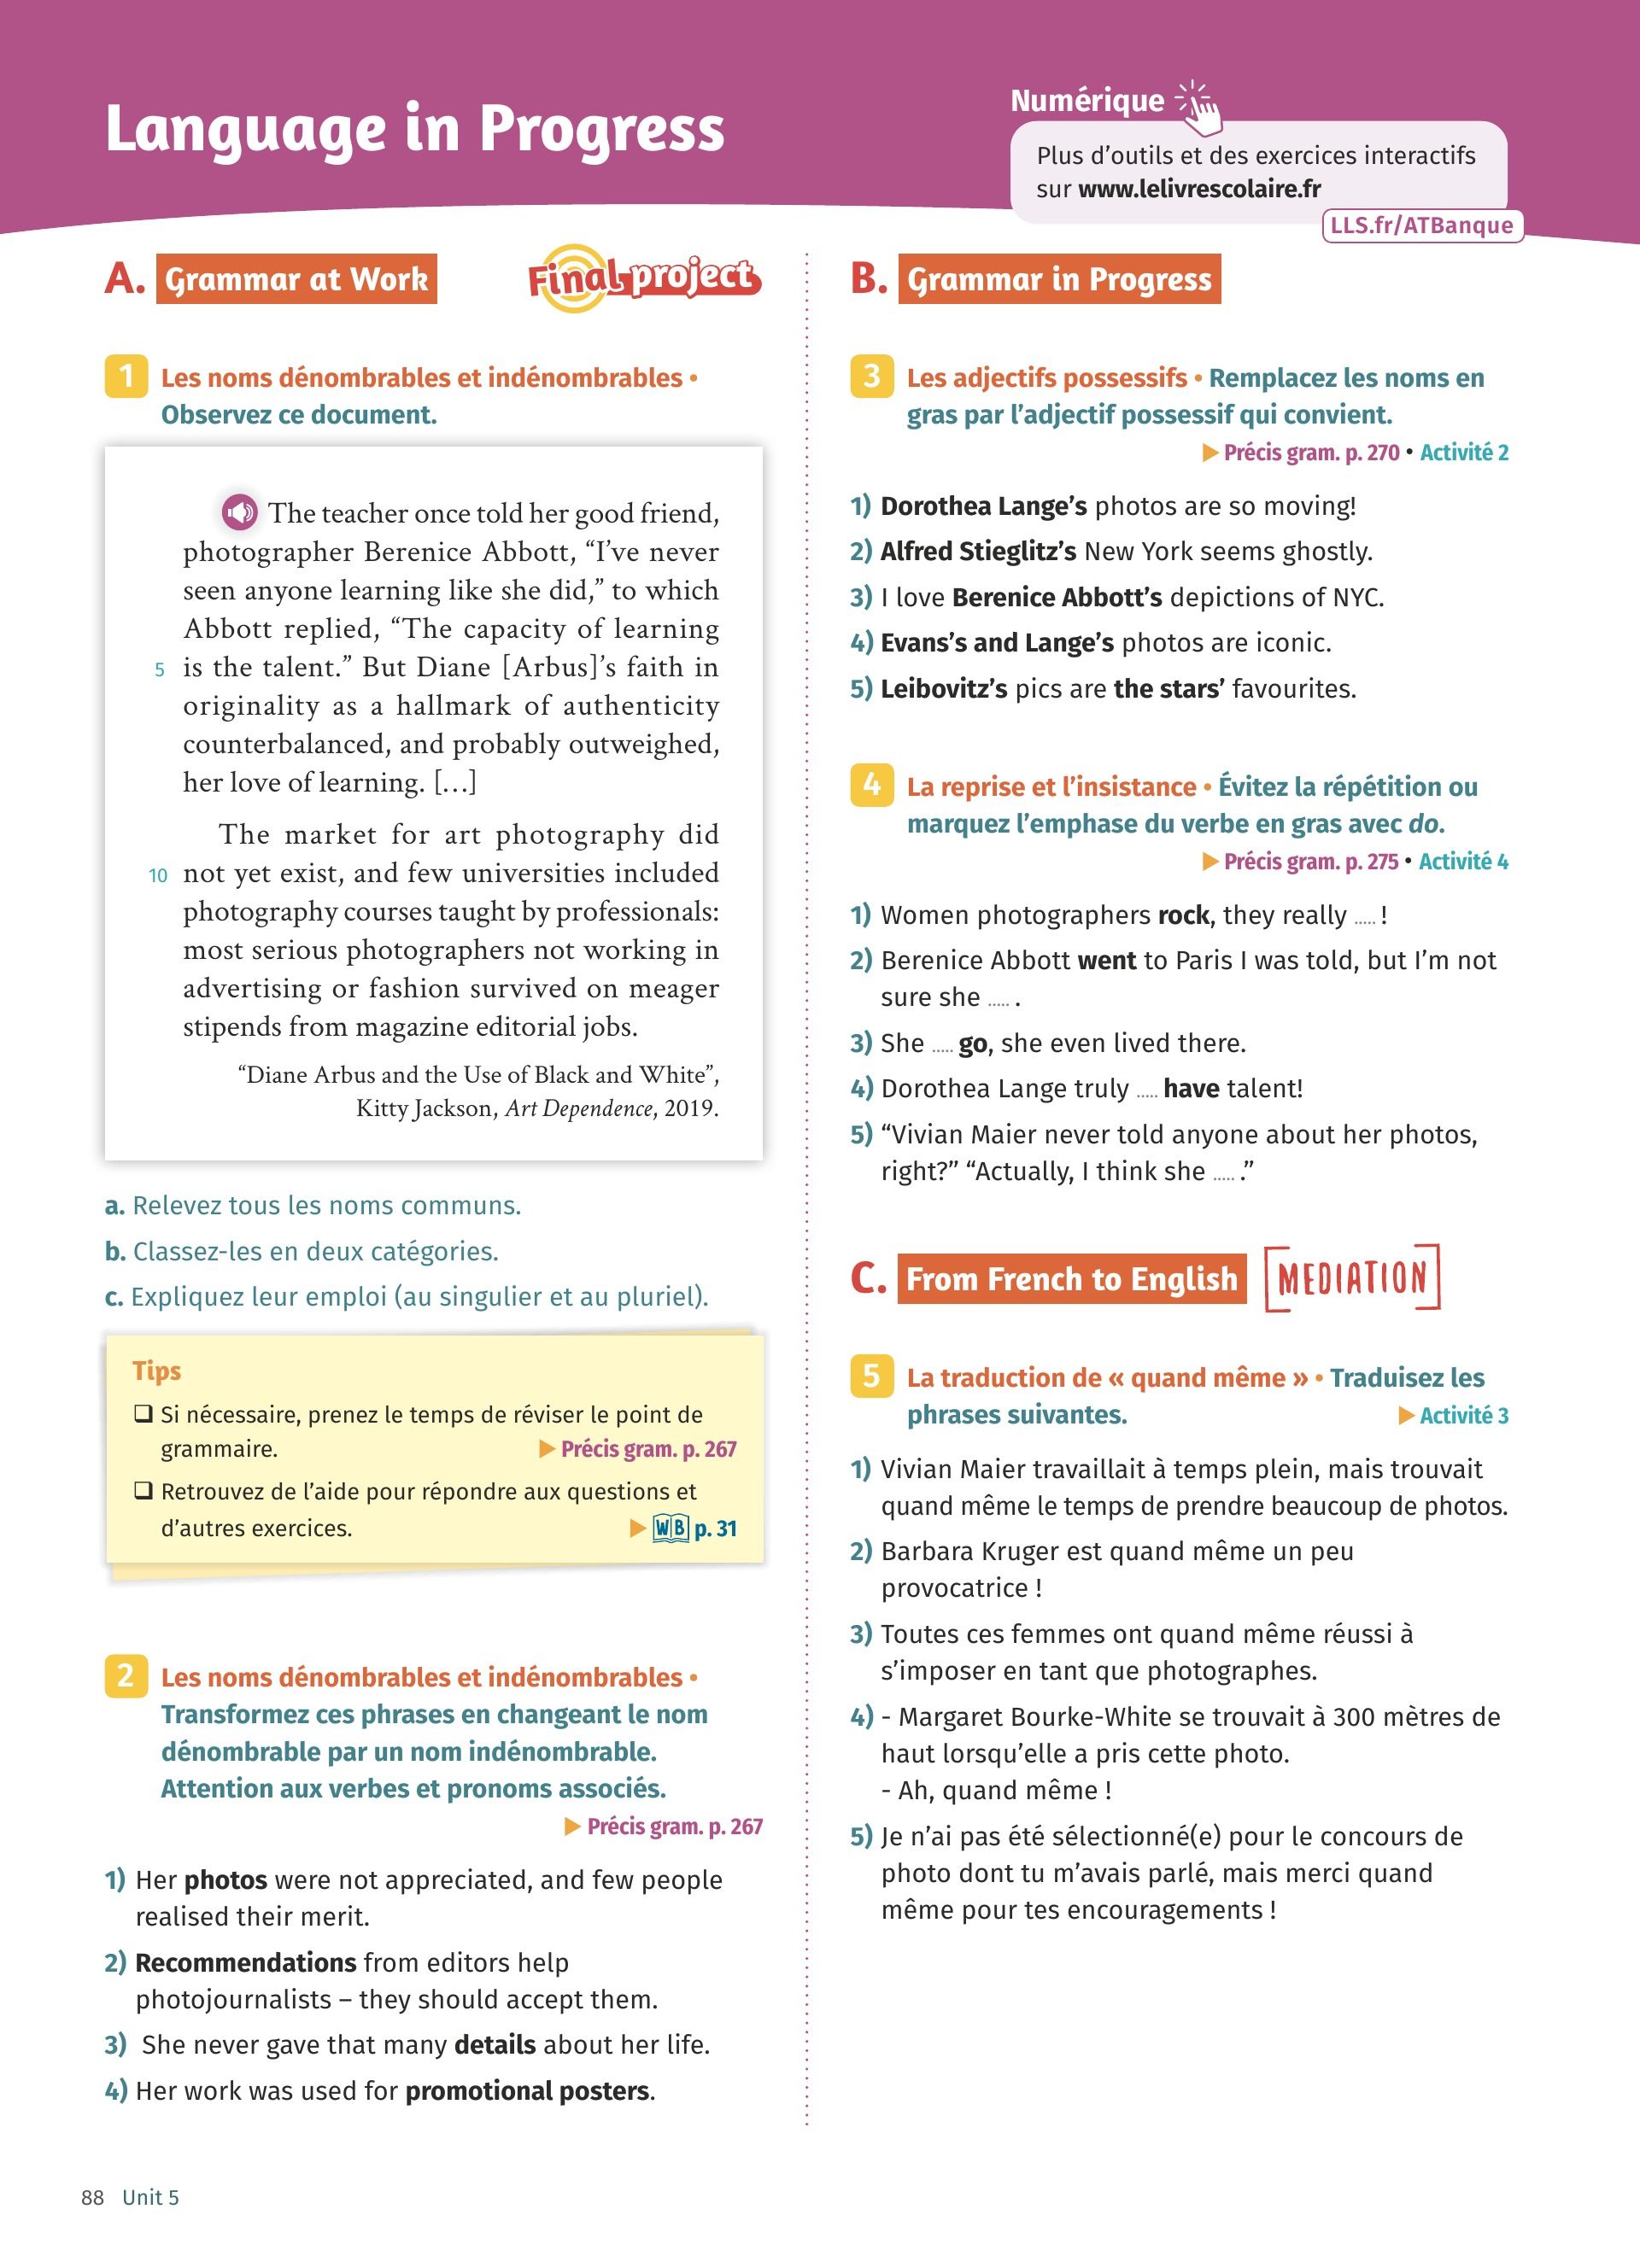 Language in Progress
Numérique
Plus d'outils et des exercices interactifs
sur www.lelivrescolaire.fr
LLS.fr/ATBanque
A. Grammar at Work
Final project
1 Les noms dénombrables et indénombrables •
Observez ce document.
The teacher once told her good friend,
photographer Berenice Abbott, “I’ve never
seen anyone learning like she did,” to which
Abbott replied, “The capacity of learning
5 is the talent.” But Diane [Arbus]’s faith in
originality as a hallmark of authenticity
counterbalanced, and probably outweighed,
her love of learning. […]
The market for art photography did
10 not yet exist, and few universities included
photography courses taught by professionals:
most serious photographers not working in
advertising or fashion survived on meager
stipends from magazine editorial jobs.
“Diane Arbus and the Use of Black and White”,
Kitty Jackson, Art Dependence, 2019.
a. Relevez tous les noms communs.
b. Classez-les en deux catégories.
c. Expliquez leur emploi (au singulier et au pluriel).
Tips
❑ Si nécessaire, prenez le temps de réviser le point de
grammaire. ▶ Précis gram. p. 267
❑ Retrouvez de l’aide pour répondre aux questions et
d’autres exercices. ▶ WB p. 31
2 Les noms dénombrables et indénombrables •
Transformez ces phrases en changeant le nom
dénombrable par un nom indénombrable.
Attention aux verbes et pronoms associés.
▶ Précis gram. p. 267
1) Her photos were not appreciated, and few people
realised their merit.
2) Recommendations from editors help
photojournalists – they should accept them.
3) She never gave that many details about her life.
4) Her work was used for promotional posters.
B. Grammar in Progress
3 Les adjectifs possessifs • Remplacez les noms en
gras par l’adjectif possessif qui convient.
▶ Précis gram. p. 270 • Activité 2
1) Dorothea Lange’s photos are so moving!
2) Alfred Stieglitz’s New York seems ghostly.
3) I love Berenice Abbott’s depictions of NYC.
4) Evans’s and Lange’s photos are iconic.
5) Leibovitz’s pics are the stars’ favourites.
4 La reprise et l’insistance • Évitez la répétition ou
marquez l’emphase du verbe en gras avec do.
▶ Précis gram. p. 275 • Activité 4
1) Women photographers rock, they really ..... !
2) Berenice Abbott went to Paris I was told, but I’m not
sure she ..... .
3) She ..... go, she even lived there.
4) Dorothea Lange truly ..... have talent!
5) “Vivian Maier never told anyone about her photos,
right?” “Actually, I think she ..... .”
C. From French to English [MEDIATION]
5 La traduction de « quand même » • Traduisez les
phrases suivantes. ▶ Activité 3
1) Vivian Maier travaillait à temps plein, mais trouvait
quand même le temps de prendre beaucoup de photos.
2) Barbara Kruger est quand même un peu
provocatrice !
3) Toutes ces femmes ont quand même réussi à
s’imposer en tant que photographes.
4) - Margaret Bourke-White se trouvait à 300 mètres de
haut lorsqu’elle a pris cette photo.
- Ah, quand même !
5) Je n’ai pas été sélectionné(e) pour le concours de
photo dont tu m’avais parlé, mais merci quand
même pour tes encouragements !
88 Unit 5